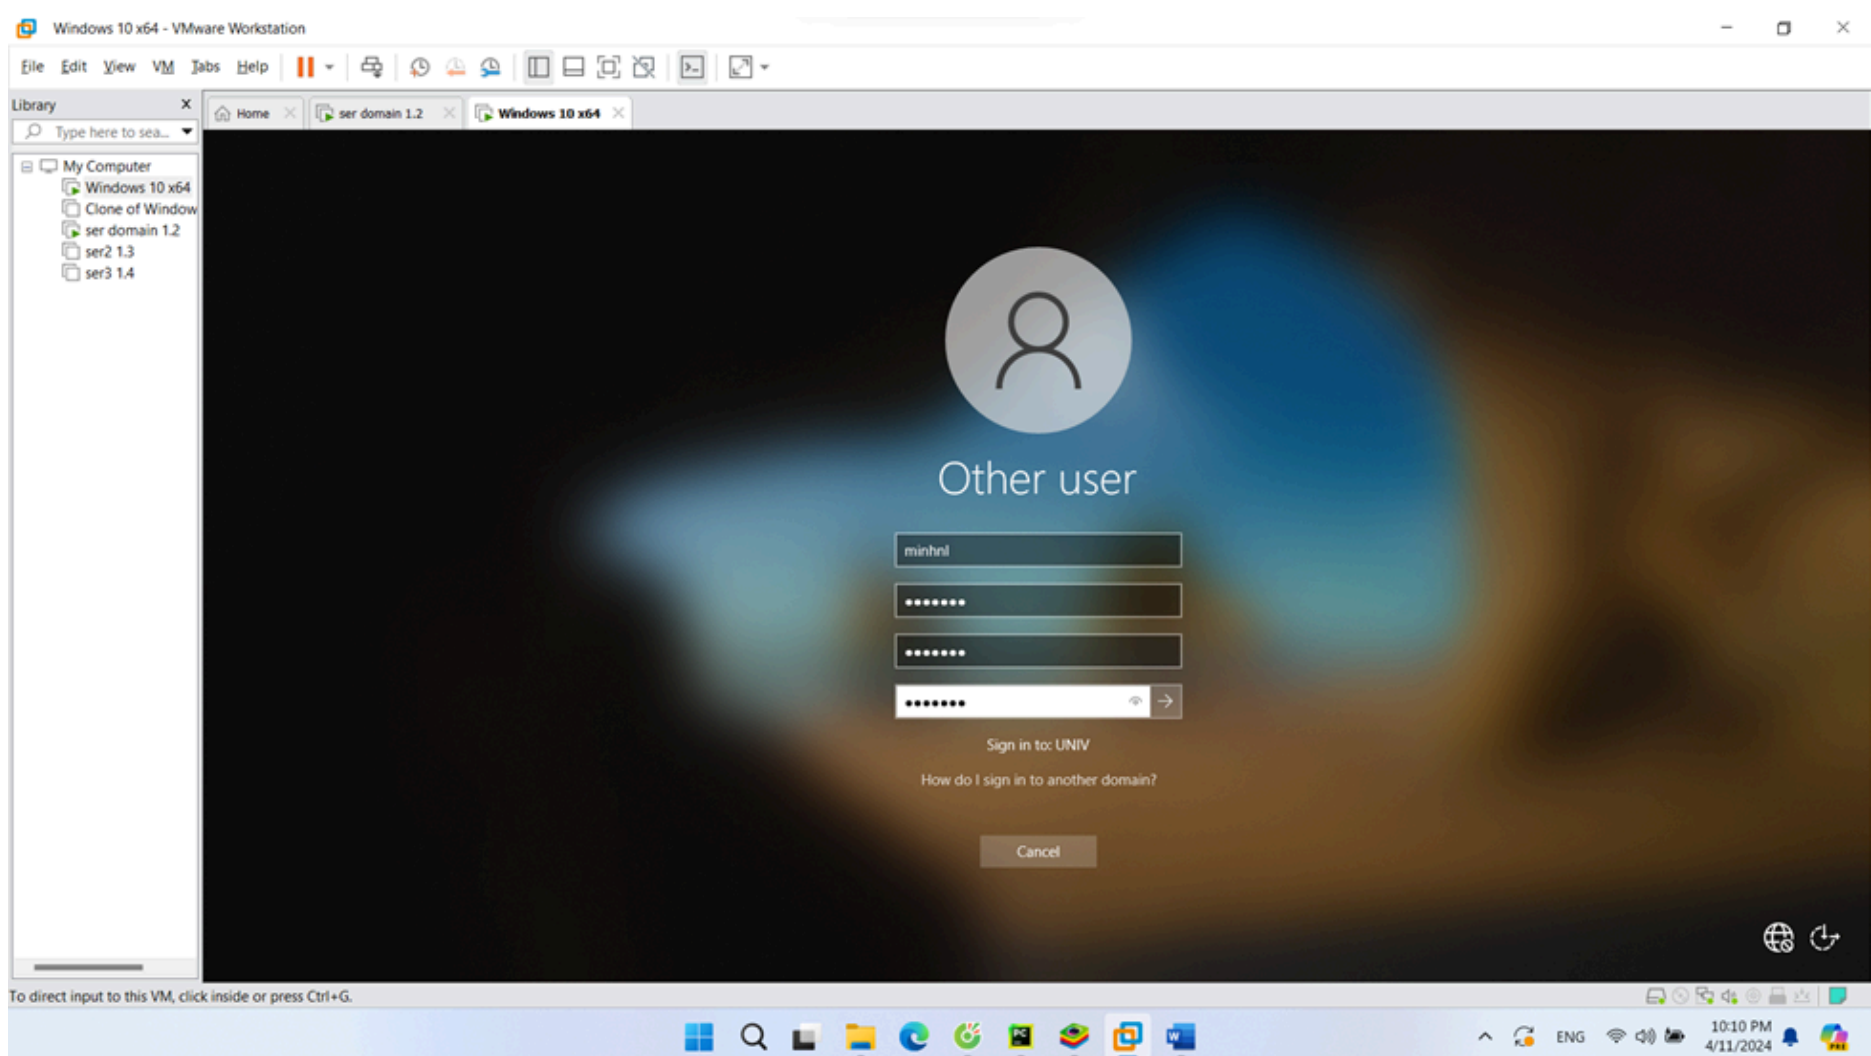 Windows 10 x64 - VMware Workstation
File Edit View VM Tabs Help
Library x
Home
ser domain 1.2
Windows 10 x64
Type here to sea...
My Computer
Windows 10 x64
Clone of Window
ser domain 1.2
ser2 1.3
ser3 1.4
Other user
minhnl
•••••••
•••••••
•••••••
Sign in to: UNIV
How do I sign in to another domain?
Cancel
To direct input to this VM, click inside or press Ctrl+G.
ENG
10:10 PM
4/11/2024
PRE